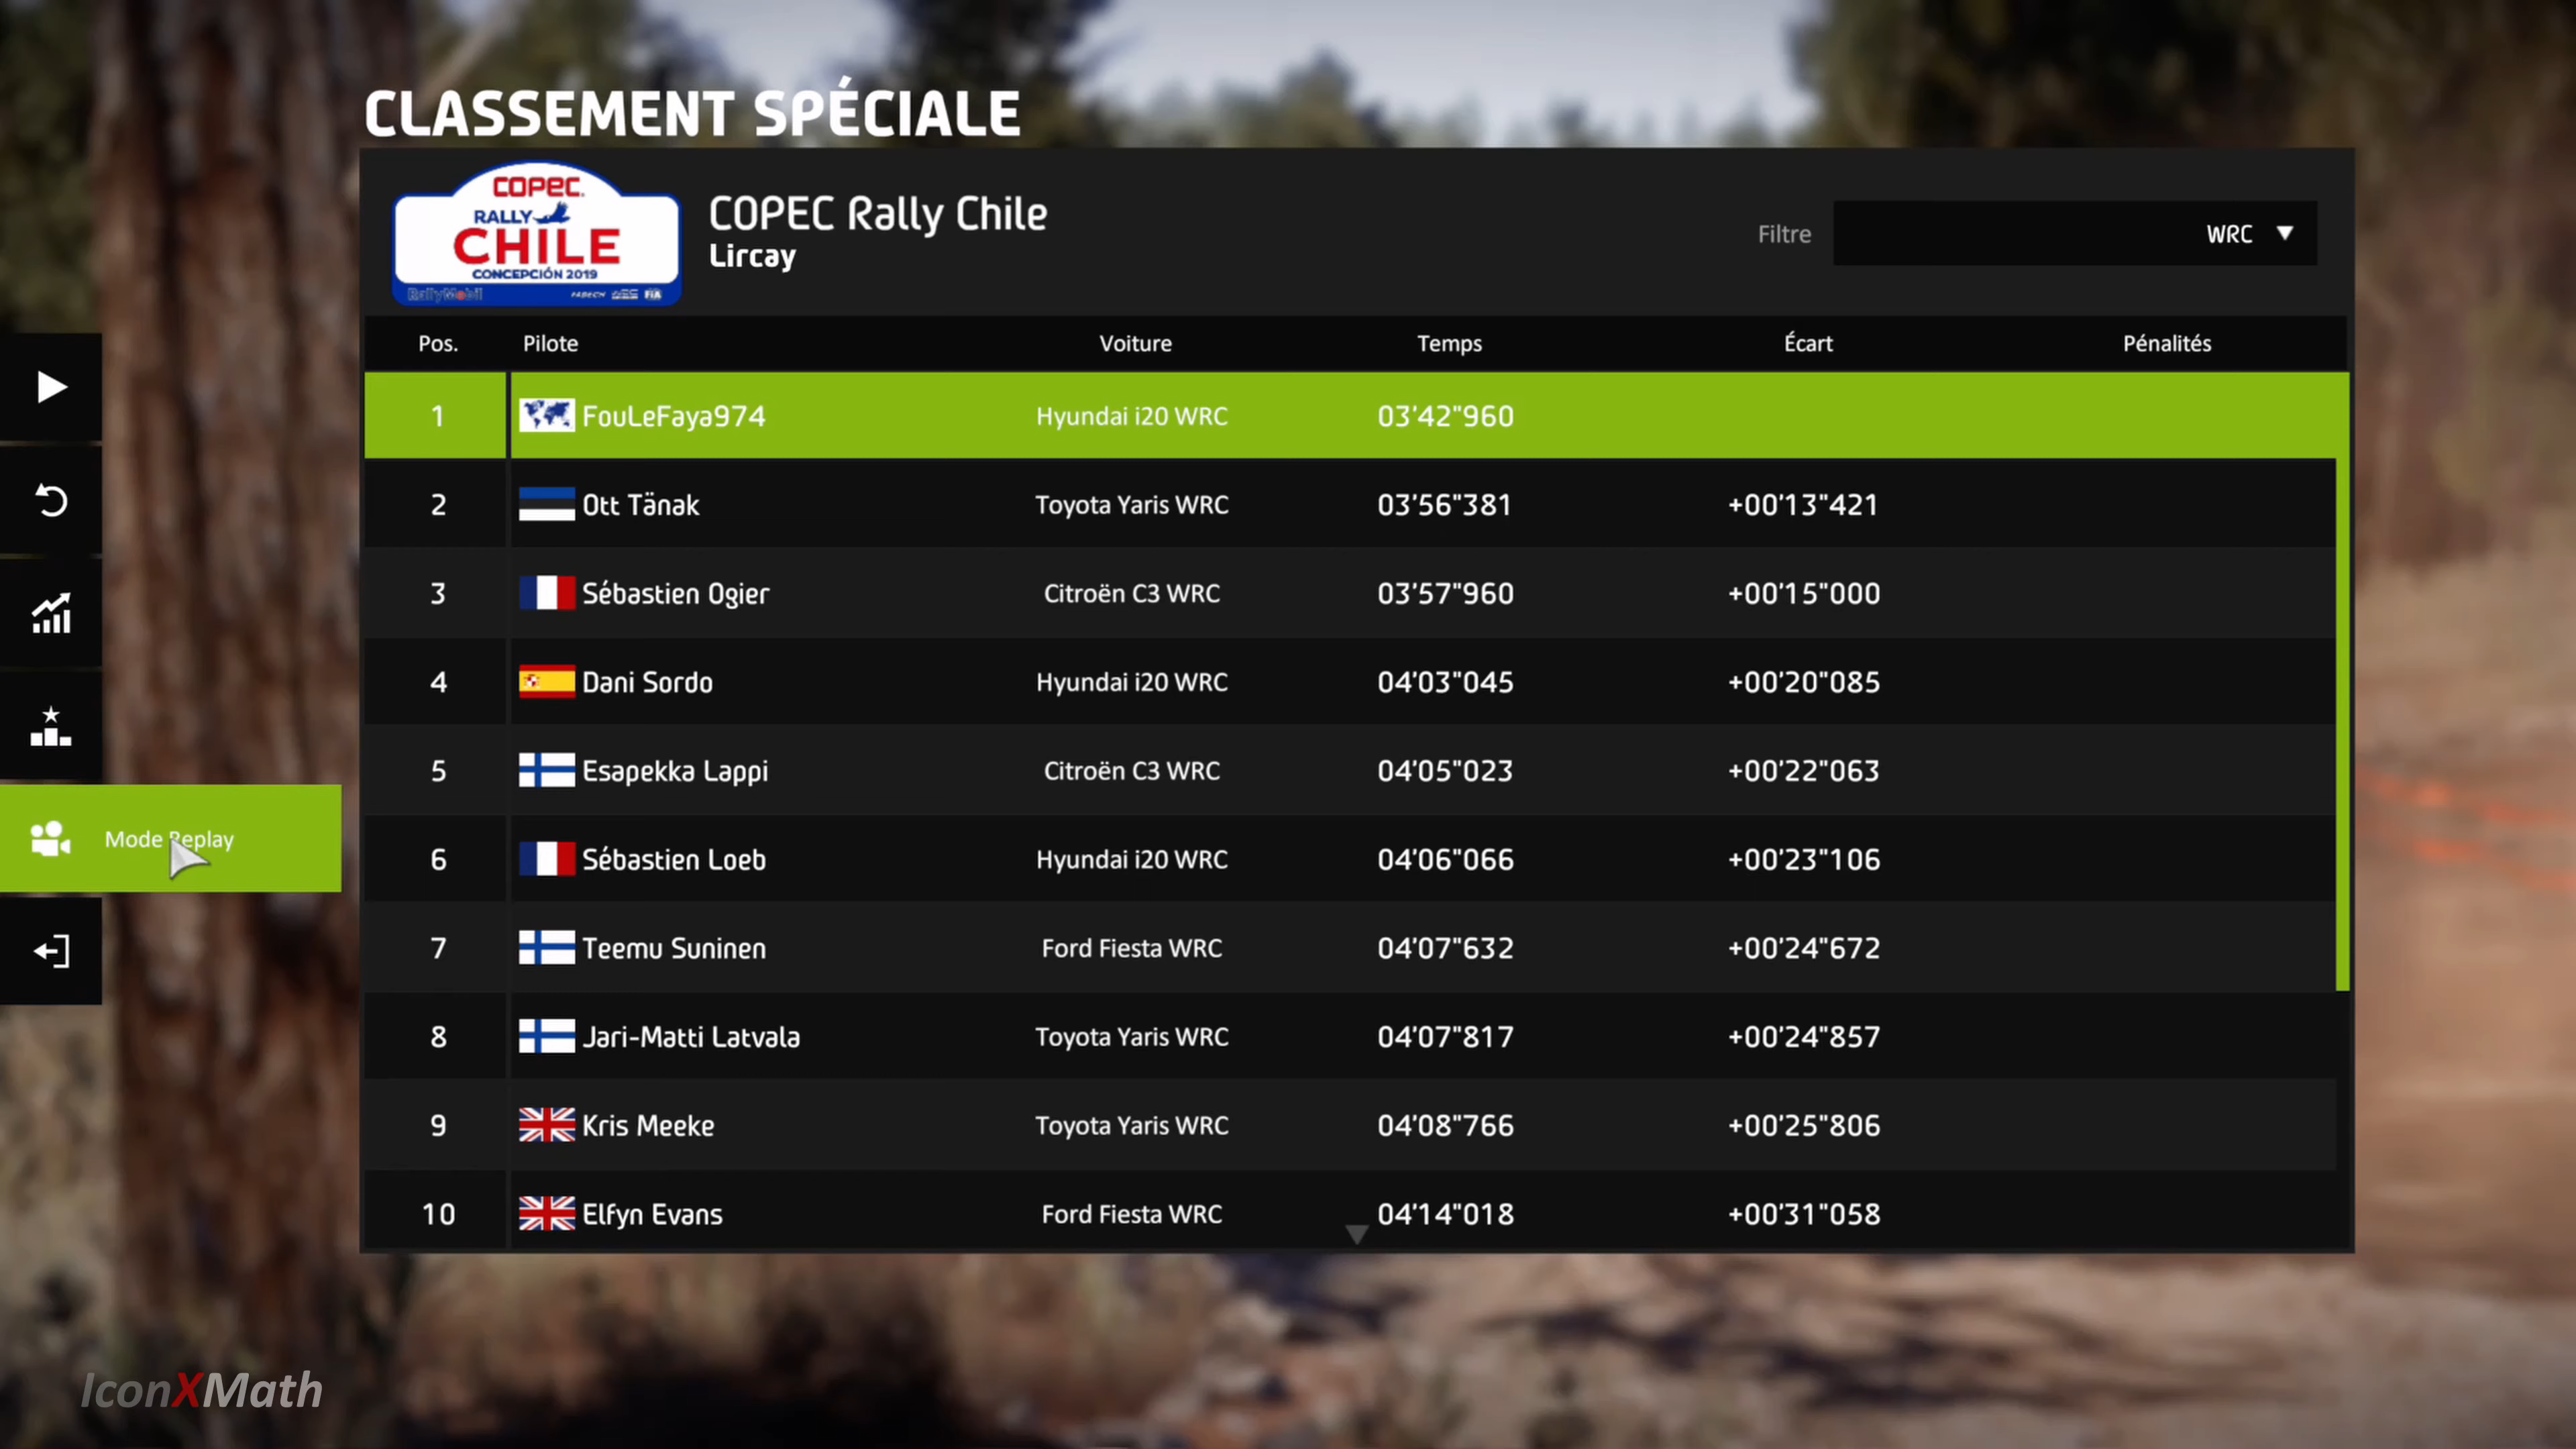 CLASSEMENT SPÉCIALE
COPEC
RALLY
CHILE
CONCEPCIÓN 2019
RallyMobil
FIA
COPEC Rally Chile
Lircay
Filtre
WRC
Pos. Pilote Voiture Temps Écart Pénalités
1 FouLeFaya974 Hyundai i20 WRC 03'42"960
2 Ott Tänak Toyota Yaris WRC 03'56"381 +00'13"421
3 Sébastien Ogier Citroën C3 WRC 03'57"960 +00'15"000
4 Dani Sordo Hyundai i20 WRC 04'03"045 +00'20"085
5 Esapekka Lappi Citroën C3 WRC 04'05"023 +00'22"063
6 Sébastien Loeb Hyundai i20 WRC 04'06"066 +00'23"106
7 Teemu Suninen Ford Fiesta WRC 04'07"632 +00'24"672
8 Jari-Matti Latvala Toyota Yaris WRC 04'07"817 +00'24"857
9 Kris Meeke Toyota Yaris WRC 04'08"766 +00'25"806
10 Elfyn Evans Ford Fiesta WRC 04'14"018 +00'31"058
Mode Replay
IconXMath